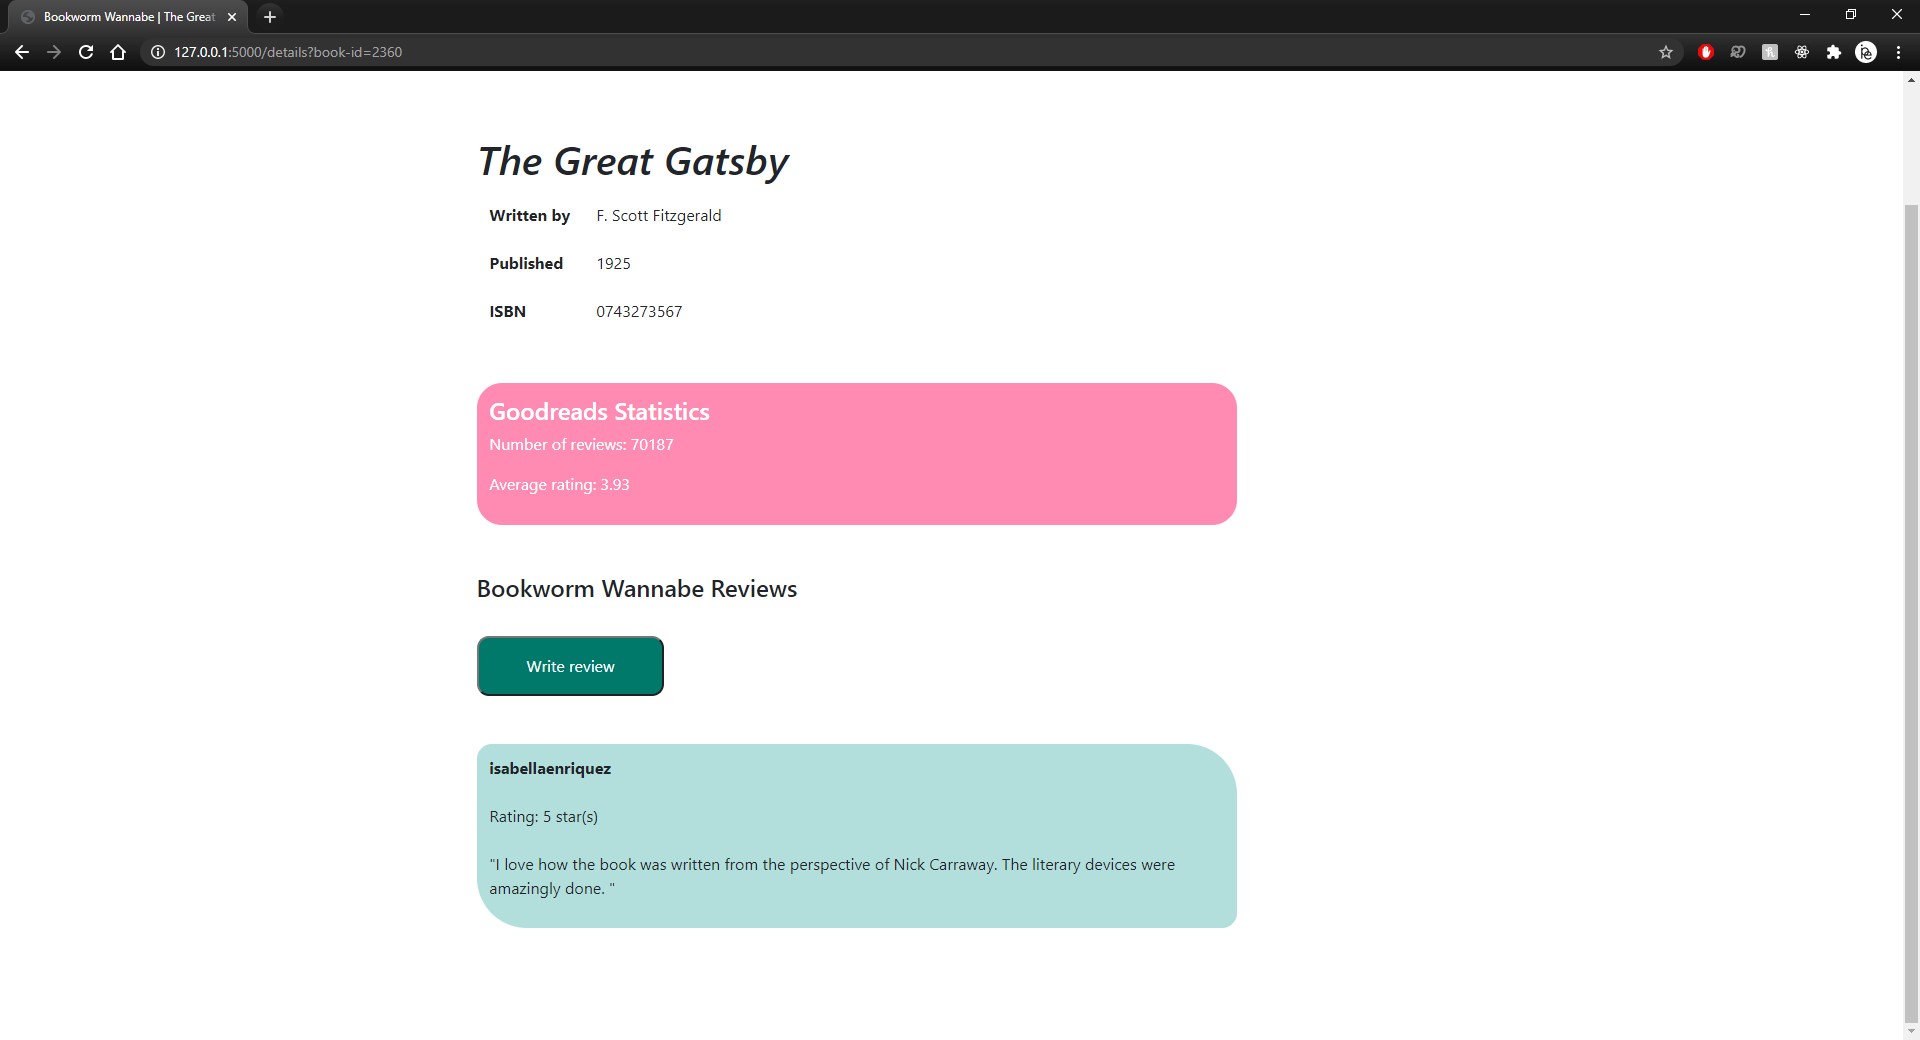 Bookworm Wannabe | The Great
127.0.0.1:5000/details?book-id=2360
The Great Gatsby
Written by F. Scott Fitzgerald
Published 1925
ISBN 0743273567
Goodreads Statistics
Number of reviews: 70187
Average rating: 3.93
Bookworm Wannabe Reviews
Write review
isabellaenriquez
Rating: 5 star(s)
"I love how the book was written from the perspective of Nick Carraway. The literary devices were
amazingly done. "